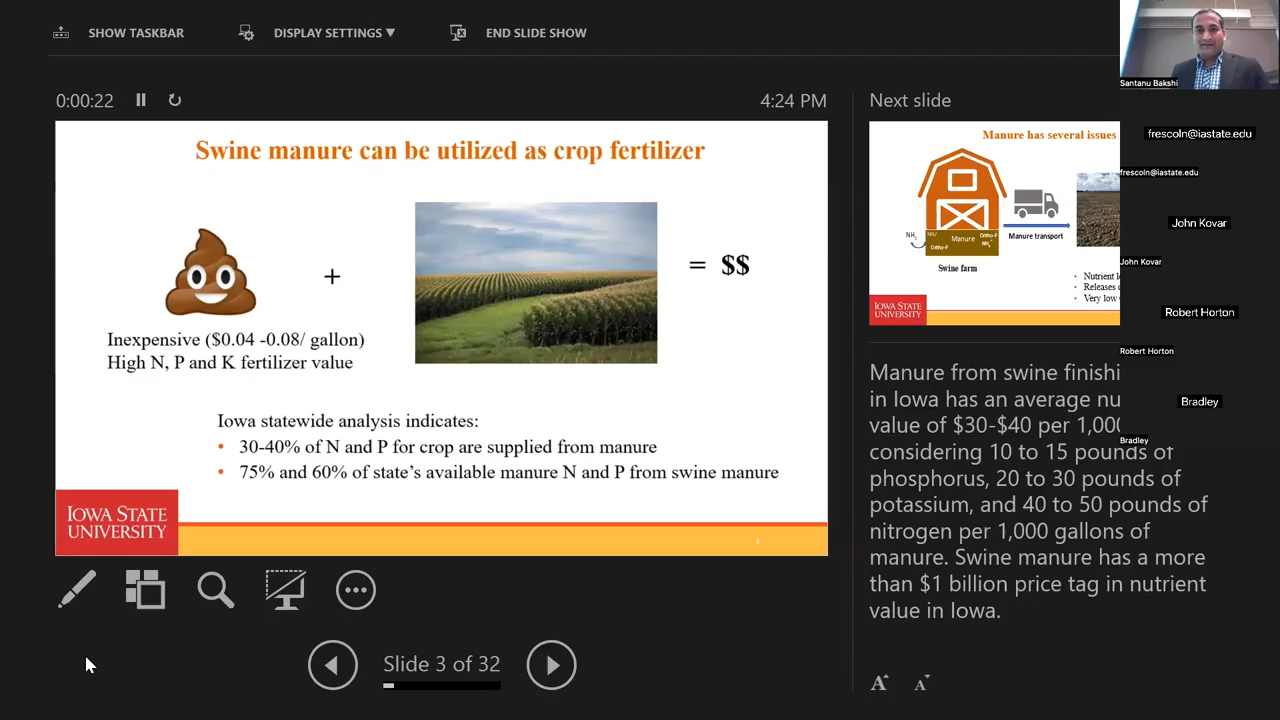 SHOW TASKBAR
DISPLAY SETTINGS ▼
END SLIDE SHOW
Santanu Bakshi
0:00:22
4:24 PM
Swine manure can be utilized as crop fertilizer
+
= $$
Inexpensive ($0.04 -0.08/ gallon)
High N, P and K fertilizer value
Iowa statewide analysis indicates:
• 30-40% of N and P for crop are supplied from manure
• 75% and 60% of state's available manure N and P from swine manure
IOWA STATE
UNIVERSITY
Slide 3 of 32
Next slide
Manure has several issues
NH3
Manure
Ortho-P
Ortho-P
Manure transport
Swine farm
• Nutrient
• Releases
• Very low
IOWA STATE
UNIVERSITY
Manure from swine finishi
in Iowa has an average nu
value of $30-$40 per 1,00
considering 10 to 15 pounds of
phosphorus, 20 to 30 pounds of
potassium, and 40 to 50 pounds of
nitrogen per 1,000 gallons of
manure. Swine manure has a more
than $1 billion price tag in nutrient
value in Iowa.
A A
frescoln@iastate.edu
frescoln@iastate.edu
John Kovar
John Kovar
Robert Horton
Robert Horton
Bradley
Bradley